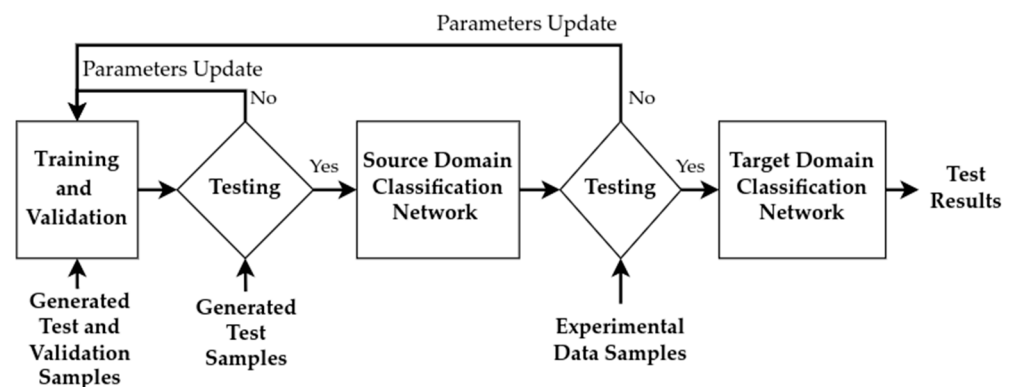 Parameters Update
Parameters Update
No
No
Training
and
Validation
Testing
Yes
Source Domain
Classification
Network
Testing
Yes
Target Domain
Classification
Network
Test
Results
Generated
Test and
Validation
Samples
Generated
Test
Samples
Experimental
Data Samples